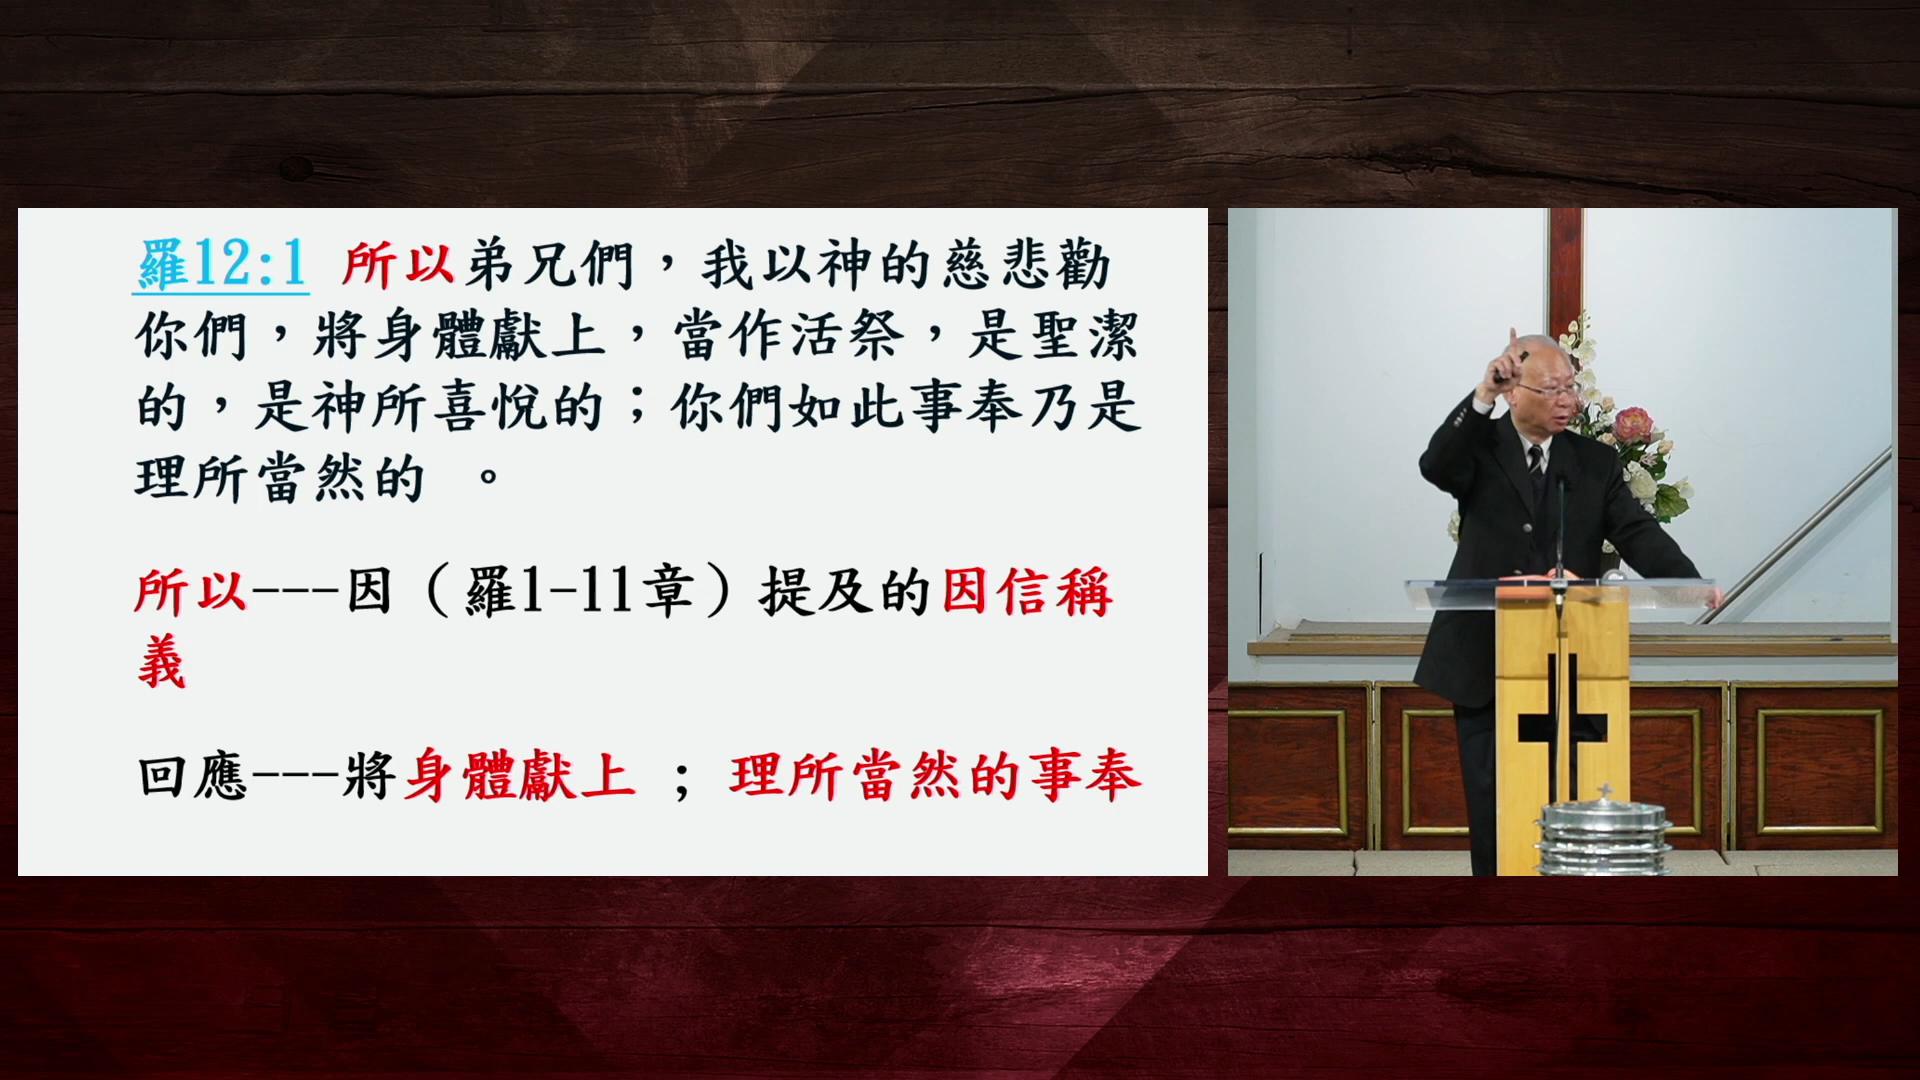 羅12:1 所以弟兄們，我以神的慈悲勸
你們，將身體獻上，當作活祭，是聖潔
的，是神所喜悅的；你們如此事奉乃是
理所當然的 。
所以---因（羅1-11章）提及的因信稱
義
回應---將身體獻上 ; 理所當然的事奉